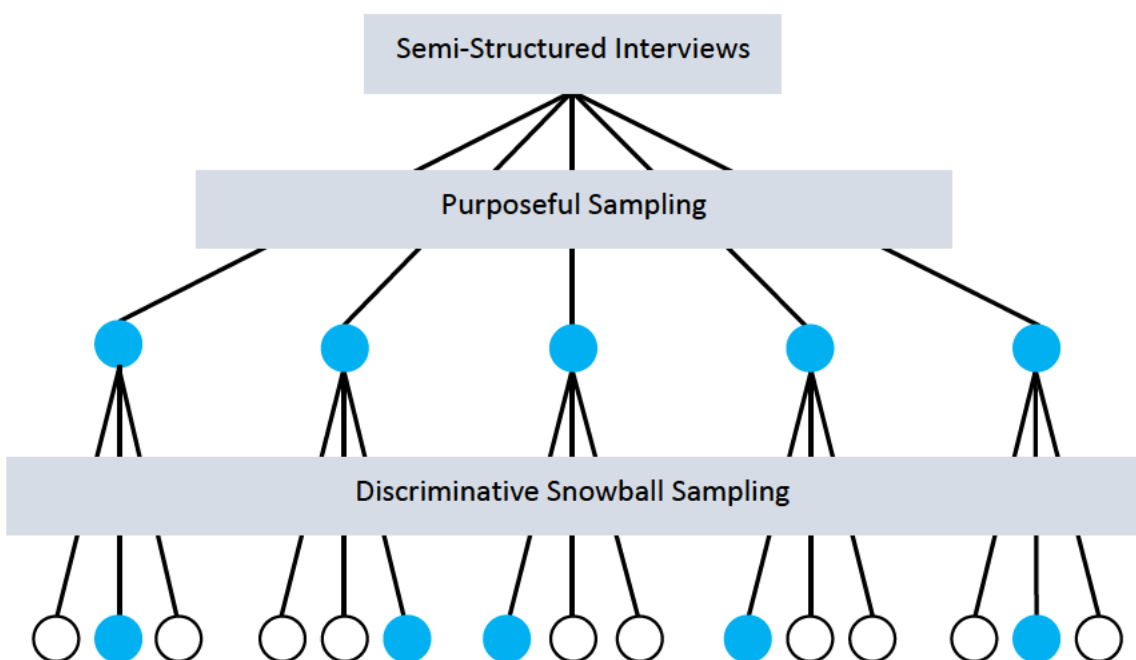 Semi-Structured Interviews
Purposeful Sampling
Discriminative Snowball Sampling